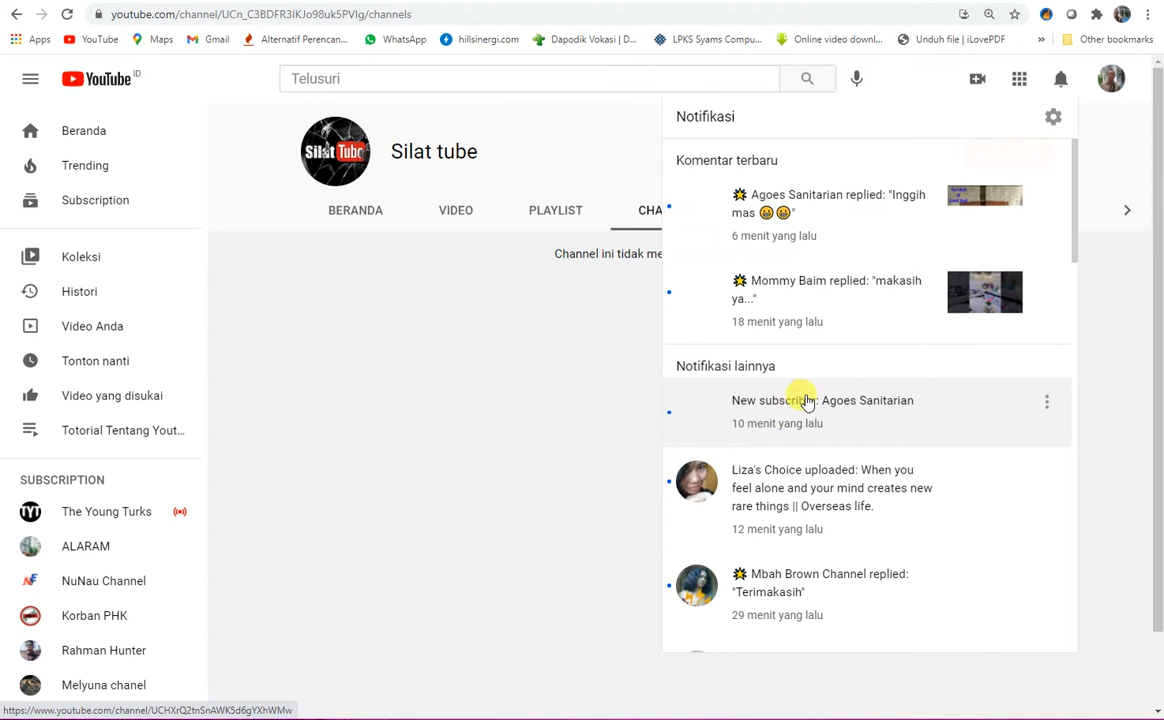 youtube.com/channel/UCn_C3BDFR3IKJo98uk5PVIg/channels
Apps YouTube Maps Gmail Alternatif Perencan... WhatsApp hillsinergi.com Dapodik Vokasi | D... LPKS Syams Compu... Online video downl... Unduh file | iLovePDF » Other bookmarks
YouTube ID
Telusuri
Notifikasi
Beranda
Trending
Subscription
Koleksi
Histori
Video Anda
Tonton nanti
Video yang disukai
Totorial Tentang Yout...
SUBSCRIPTION
TYT The Young Turks
ALARAM
NuNau Channel
Korban PHK
Rahman Hunter
Melyuna chanel
Silat Tube
Silat tube
BERANDA VIDEO PLAYLIST CHA
Channel ini tidak me
Komentar terbaru
💥 Agoes Sanitarian replied: "Inggih
mas 😀😀"
6 menit yang lalu
💥 Mommy Baim replied: "makasih
ya..."
18 menit yang lalu
Notifikasi lainnya
New subscriber: Agoes Sanitarian
10 menit yang lalu
Liza's Choice uploaded: When you
feel alone and your mind creates new
rare things || Overseas life.
12 menit yang lalu
💥 Mbah Brown Channel replied:
"Terimakasih"
29 menit yang lalu
https://www.youtube.com/channel/UCHXrQ2tnSnAWK5d6gYXhWMw